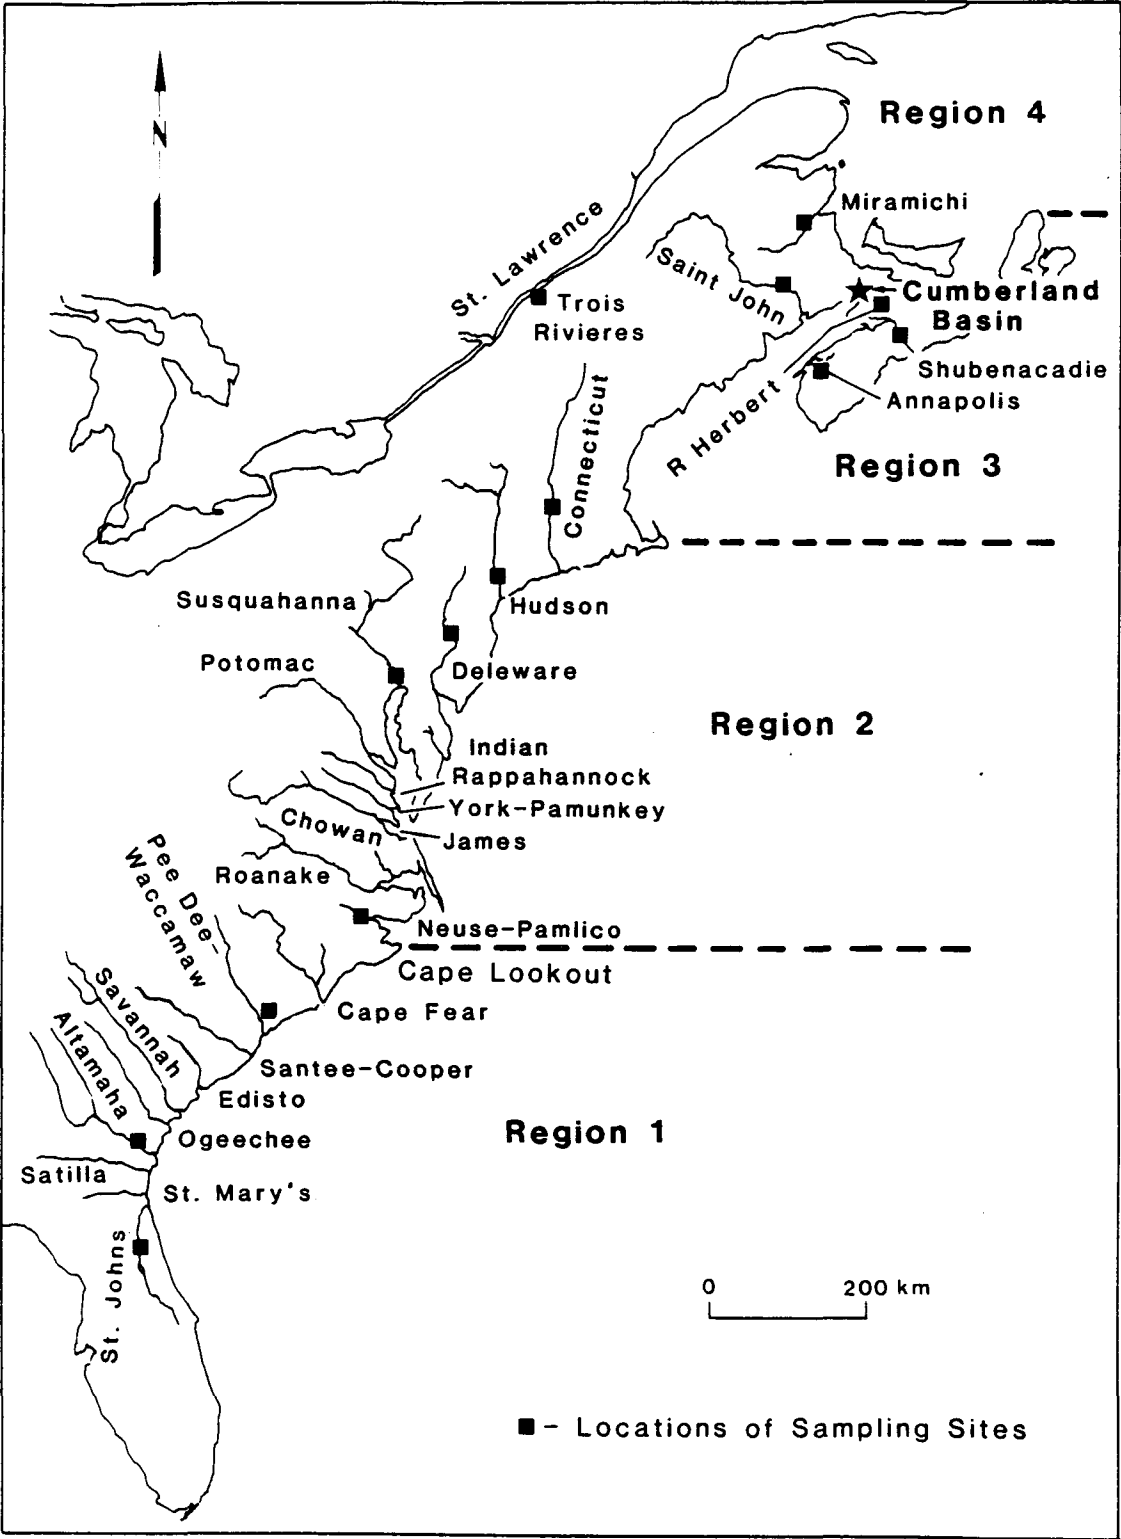 Region 4
N
Miramichi
St. Lawrence
Saint John
Cumberland
Basin
Trois
Rivieres
Shubenacadie
Annapolis
R Herbert
Connecticut
Region 3
Susquahanna
Hudson
Potomac
Deleware
Region 2
Indian
Rappahannock
York-Pamunkey
Chowan
James
Pee Dee-
Waccamaw
Roanake
Neuse-Pamlico
Cape Lookout
Savannah
Cape Fear
Altamaha
Santee-Cooper
Edisto
Ogeechee
Region 1
Satilla
St. Mary's
St. Johns
0 200 km
- Locations of Sampling Sites